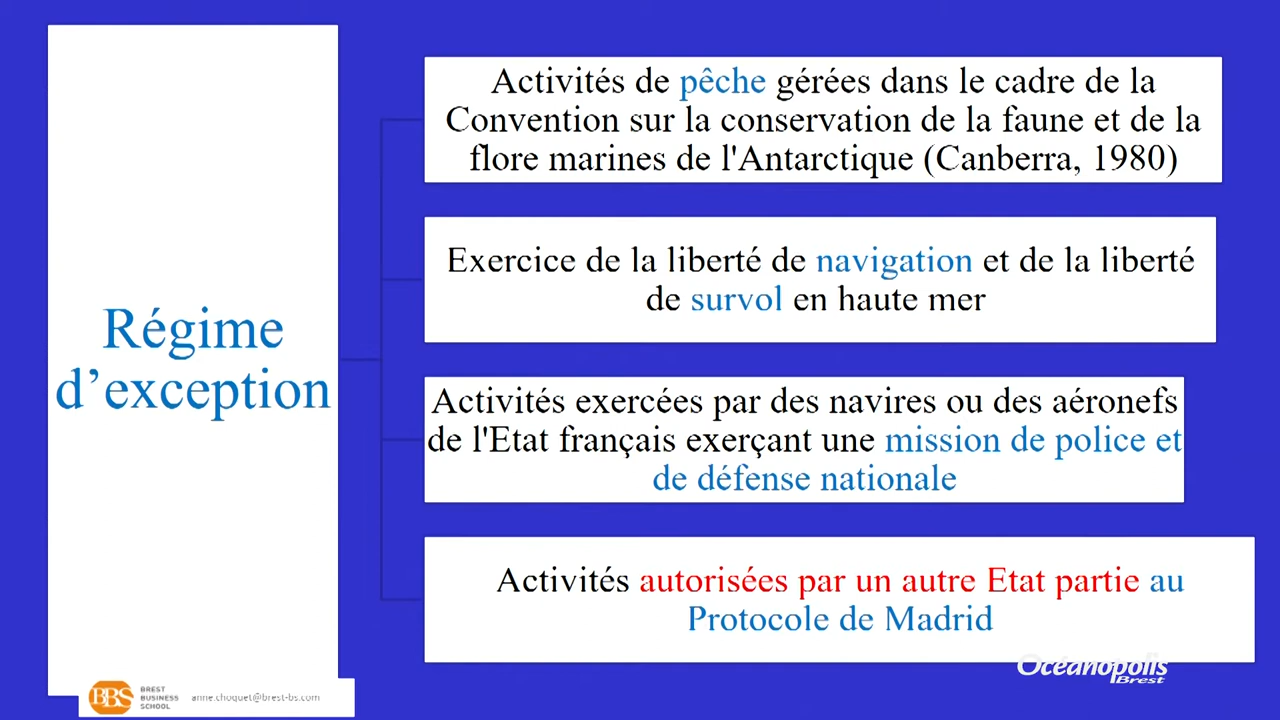 Régime
d’exception
Activités de pêche gérées dans le cadre de la
Convention sur la conservation de la faune et de la
flore marines de l'Antarctique (Canberra, 1980)
Exercice de la liberté de navigation et de la liberté
de survol en haute mer
Activités exercées par des navires ou des aéronefs
de l'Etat français exerçant une mission de police et
de défense nationale
Activités autorisées par un autre Etat partie au
Protocole de Madrid
BBS
BREST
BUSINESS
SCHOOL
anne.choquet@brest-bs.com
Océanopolis
Brest